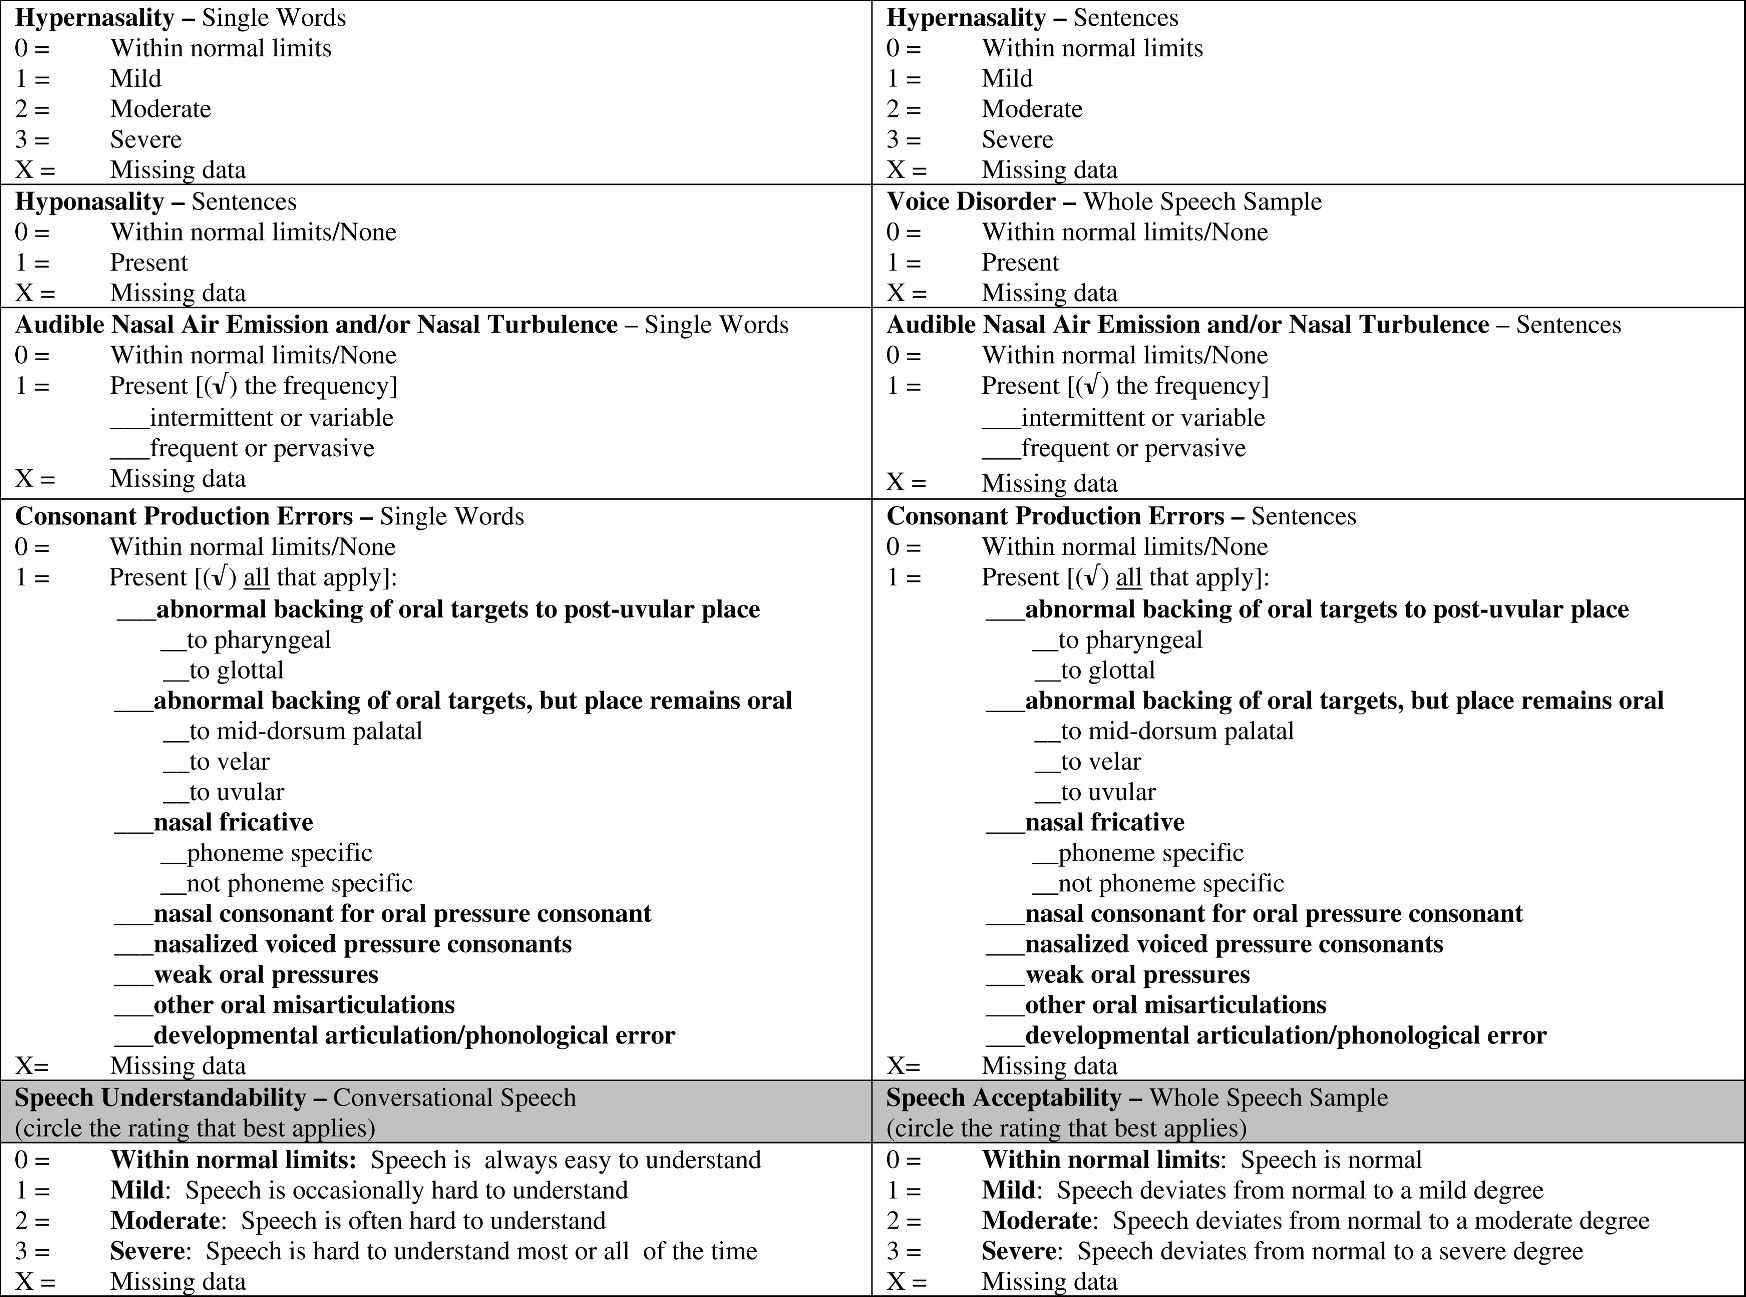 Hypernasality – Single Words
0 = Within normal limits
1 = Mild
2 = Moderate
3 = Severe
X = Missing data
Hypernasality – Sentences
0 = Within normal limits
1 = Mild
2 = Moderate
3 = Severe
X = Missing data
Hyponasality – Sentences
0 = Within normal limits/None
1 = Present
X = Missing data
Voice Disorder – Whole Speech Sample
0 = Within normal limits/None
1 = Present
X = Missing data
Audible Nasal Air Emission and/or Nasal Turbulence – Single Words
0 = Within normal limits/None
1 = Present [(√) the frequency]
___intermittent or variable
___frequent or pervasive
X = Missing data
Audible Nasal Air Emission and/or Nasal Turbulence – Sentences
0 = Within normal limits/None
1 = Present [(√) the frequency]
___intermittent or variable
___frequent or pervasive
X = Missing data
Consonant Production Errors – Single Words
0 = Within normal limits/None
1 = Present [(√) all that apply]:
___abnormal backing of oral targets to post-uvular place
__to pharyngeal
__to glottal
___abnormal backing of oral targets, but place remains oral
__to mid-dorsum palatal
__to velar
__to uvular
___nasal fricative
__phoneme specific
__not phoneme specific
___nasal consonant for oral pressure consonant
___nasalized voiced pressure consonants
___weak oral pressures
___other oral misarticulations
___developmental articulation/phonological error
X= Missing data
Consonant Production Errors – Sentences
0 = Within normal limits/None
1 = Present [(√) all that apply]:
___abnormal backing of oral targets to post-uvular place
__to pharyngeal
__to glottal
___abnormal backing of oral targets, but place remains oral
__to mid-dorsum palatal
__to velar
__to uvular
___nasal fricative
__phoneme specific
__not phoneme specific
___nasal consonant for oral pressure consonant
___nasalized voiced pressure consonants
___weak oral pressures
___other oral misarticulations
___developmental articulation/phonological error
X= Missing data
Speech Understandability – Conversational Speech
(circle the rating that best applies)
0 = Within normal limits: Speech is always easy to understand
1 = Mild: Speech is occasionally hard to understand
2 = Moderate: Speech is often hard to understand
3 = Severe: Speech is hard to understand most or all of the time
X = Missing data
Speech Acceptability – Whole Speech Sample
(circle the rating that best applies)
0 = Within normal limits: Speech is normal
1 = Mild: Speech deviates from normal to a mild degree
2 = Moderate: Speech deviates from normal to a moderate degree
3 = Severe: Speech deviates from normal to a severe degree
X = Missing data